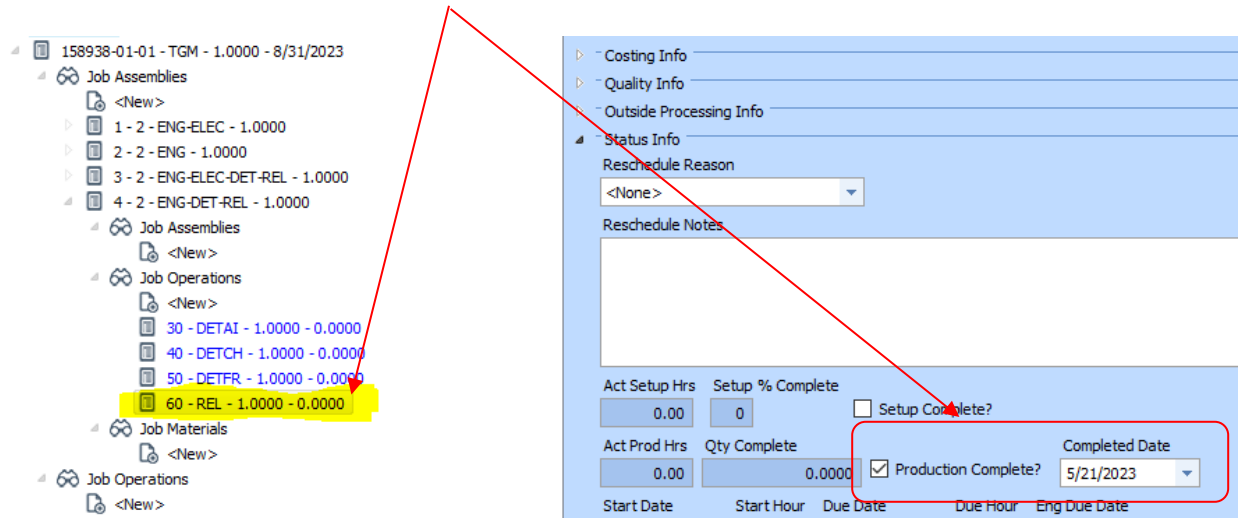 158938-01-01 - TGM - 1.0000 - 8/31/2023
Job Assemblies
<New>
1 - 2 - ENG-ELEC - 1.0000
2 - 2 - ENG - 1.0000
3 - 2 - ENG-ELEC-DET-REL - 1.0000
4 - 2 - ENG-DET-REL - 1.0000
Job Assemblies
<New>
Job Operations
<New>
30 - DETAI - 1.0000 - 0.0000
40 - DETCH - 1.0000 - 0.0000
50 - DETFR - 1.0000 - 0.0000
60 - REL - 1.0000 - 0.0000
Job Materials
<New>
Job Operations
<New>
Costing Info
Quality Info
Outside Processing Info
Status Info
Reschedule Reason
<None>
Reschedule Notes
Act Setup Hrs Setup % Complete
0.00 0 Setup Complete?
Act Prod Hrs Qty Complete Completed Date
0.00 0.0000 Production Complete? 5/21/2023
Start Date Start Hour Due Date Due Hour Eng Due Date